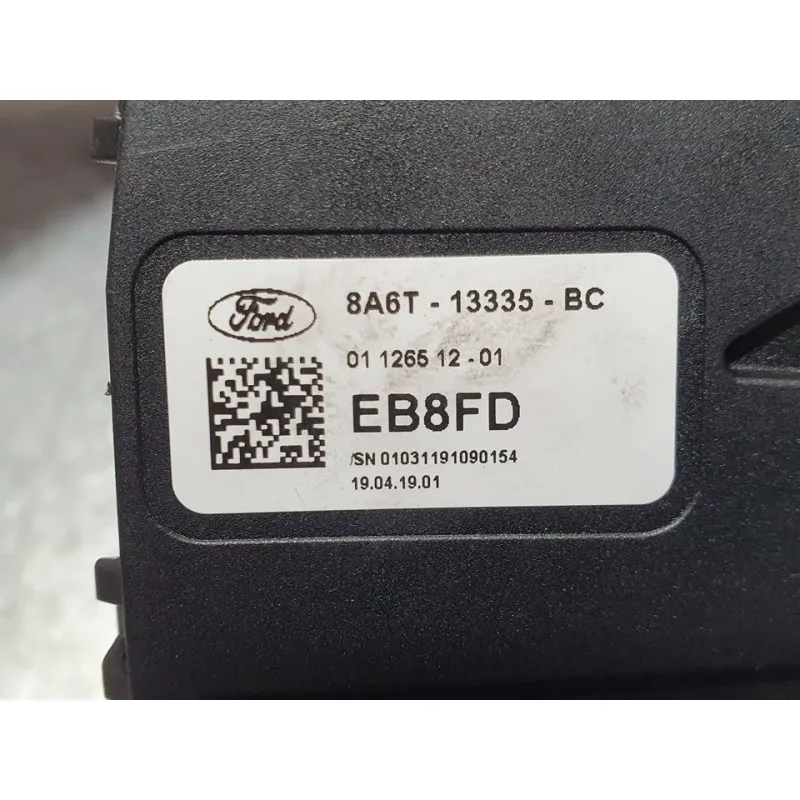 Ford
8A6T - 13335 - BC
01 1265 12 - 01
EB8FD
/SN 01031191090154
19.04.19.01